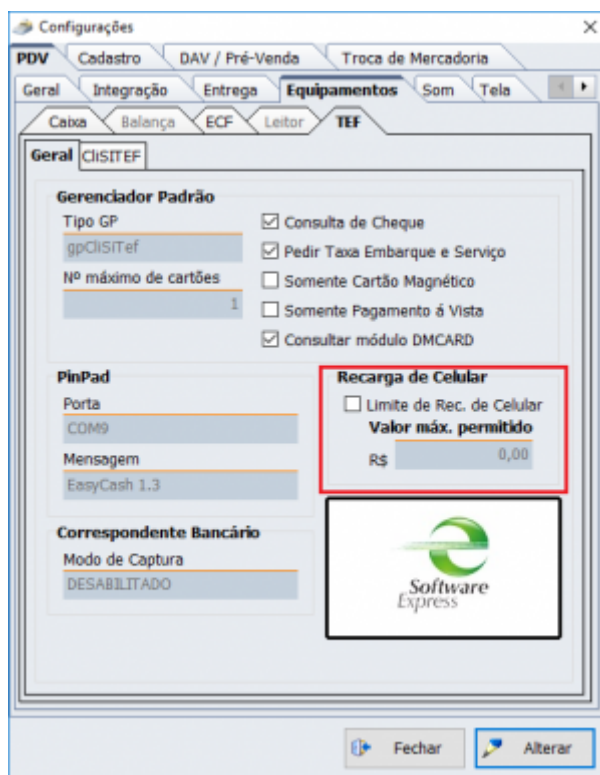 Configurações
PDV Cadastro DAV / Pré-Venda Troca de Mercadoria
Geral Integração Entrega Equipamentos Som Tela
Caixa Balança ECF Leitor TEF
Geral CliSITEF
Gerenciador Padrão
Tipo GP
gpCliSiTef
Nº máximo de cartões
1
Consulta de Cheque
Pedir Taxa Embarque e Serviço
Somente Cartão Magnético
Somente Pagamento á Vista
Consultar módulo DMCARD
PinPad
Porta
COM9
Mensagem
EasyCash 1.3
Recarga de Celular
Limite de Rec. de Celular
Valor máx. permitido
R$ 0,00
Correspondente Bancário
Modo de Captura
DESABILITADO
Software
Express
Fechar Alterar